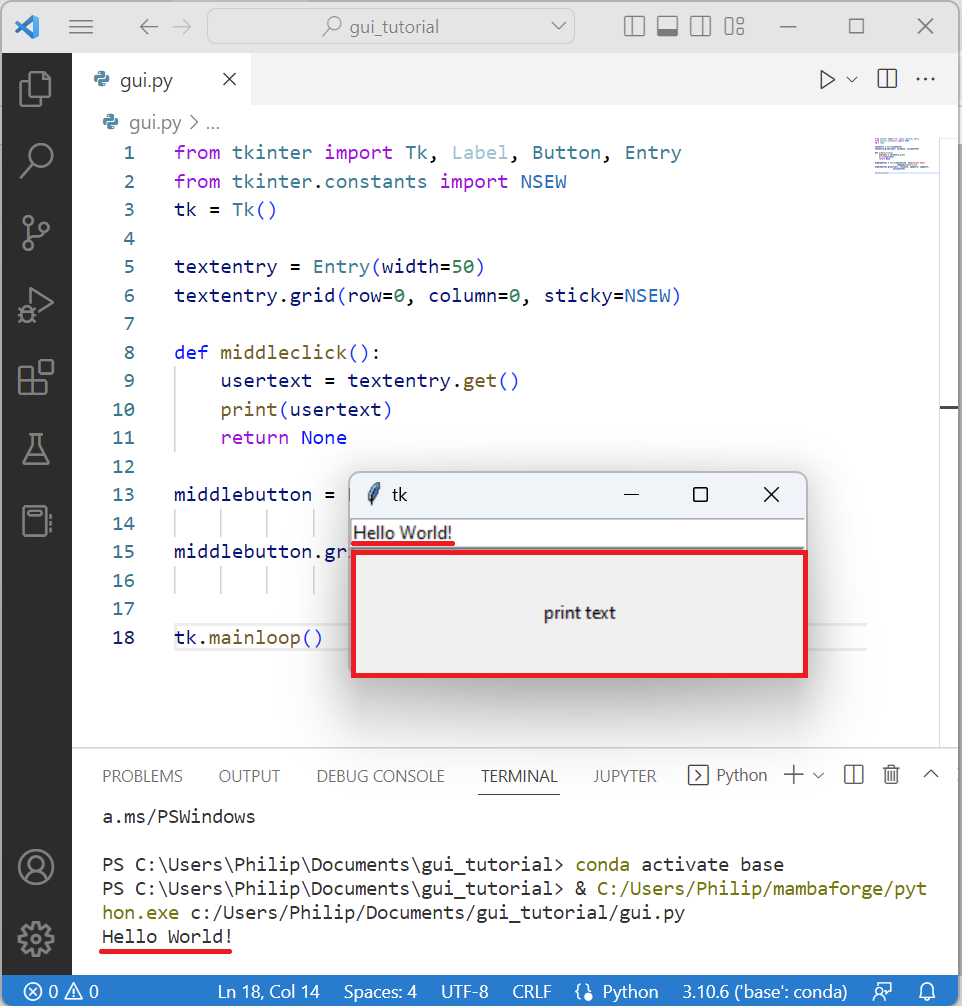 gui_tutorial
gui.py
gui.py > ...
1 from tkinter import Tk, Label, Button, Entry
2 from tkinter.constants import NSEW
3 tk = Tk()
4
5 textentry = Entry(width=50)
6 textentry.grid(row=0, column=0, sticky=NSEW)
7
8 def middleclick():
9     usertext = textentry.get()
10     print(usertext)
11     return None
12
13 middlebutton =
14
15 middlebutton.gr
16
17
18 tk.mainloop()
tk
Hello World!
print text
PROBLEMS OUTPUT DEBUG CONSOLE TERMINAL JUPYTER Python
a.ms/PSWindows
PS C:\Users\Philip\Documents\gui_tutorial> conda activate base
PS C:\Users\Philip\Documents\gui_tutorial> & C:/Users/Philip/mambaforge/pyt
hon.exe c:/Users/Philip/Documents/gui_tutorial/gui.py
Hello World!
0 0 Ln 18, Col 14 Spaces: 4 UTF-8 CRLF Python 3.10.6 ('base': conda)